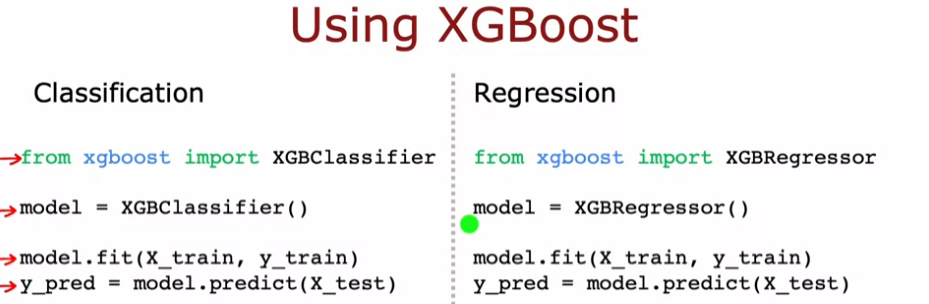 Using XGBoost
Classification
from xgboost import XGBClassifier
model = XGBClassifier()
model.fit(X_train, y_train)
y_pred = model.predict(X_test)
Regression
from xgboost import XGBRegressor
model = XGBRegressor()
model.fit(X_train, y_train)
y_pred = model.predict(X_test)